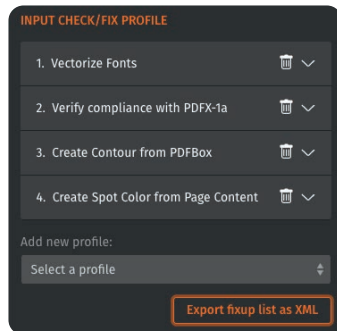 INPUT CHECK/FIX PROFILE
1. Vectorize Fonts
2. Verify compliance with PDFX-1a
3. Create Contour from PDFBox
4. Create Spot Color from Page Content
Add new profile:
Select a profile
Export fixup list as XML